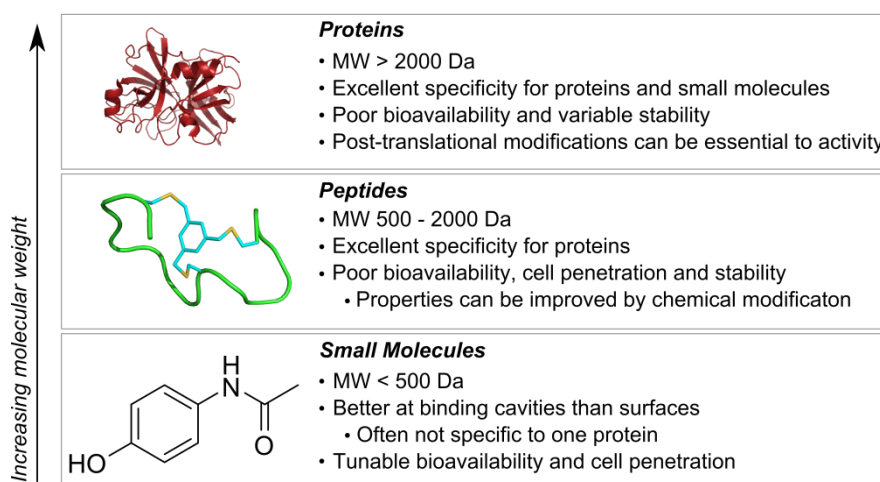 Proteins
• MW > 2000 Da
• Excellent specificity for proteins and small molecules
• Poor bioavailability and variable stability
• Post-translational modifications can be essential to activity
Peptides
• MW 500 - 2000 Da
• Excellent specificity for proteins
• Poor bioavailability, cell penetration and stability
• Properties can be improved by chemical modificaton
Small Molecules
• MW < 500 Da
• Better at binding cavities than surfaces
• Often not specific to one protein
• Tunable bioavailability and cell penetration
Increasing molecular weight
H
N
O
HO